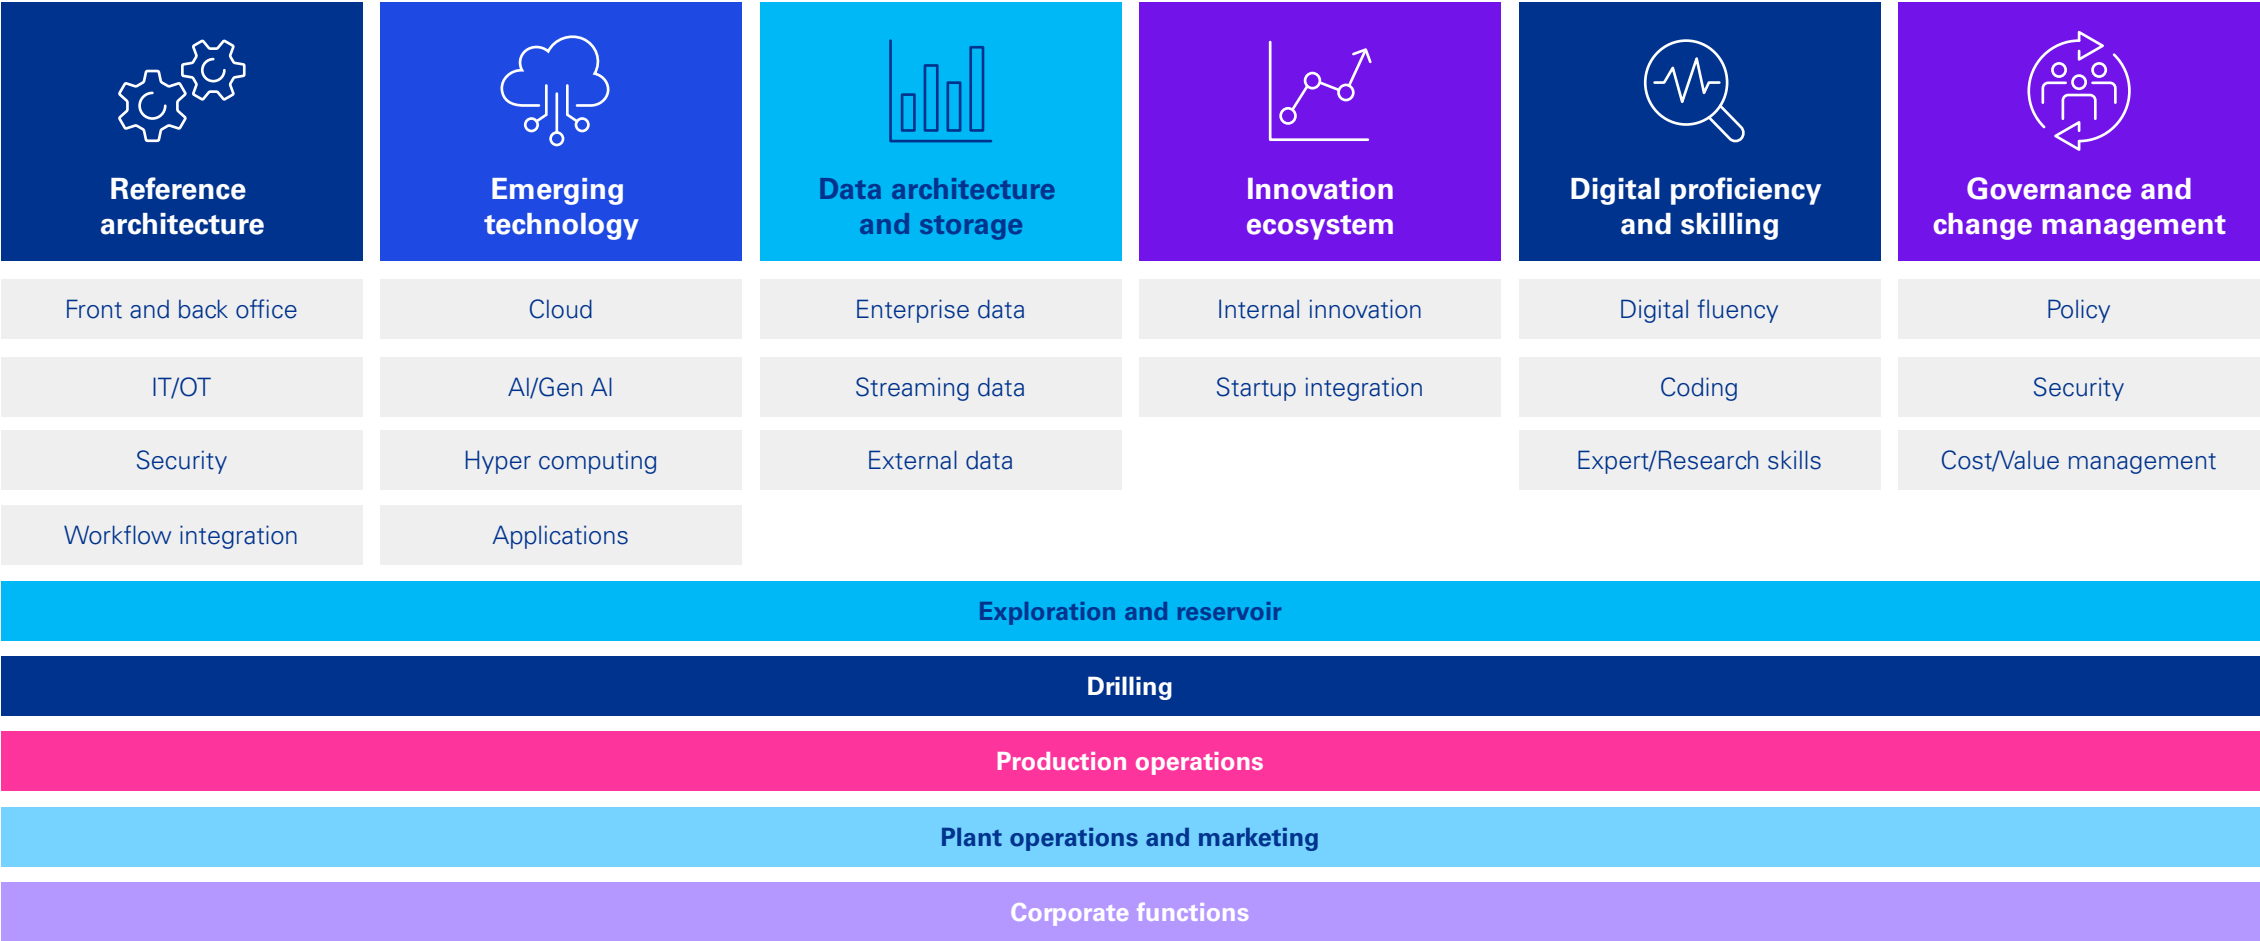 Reference
architecture
Emerging
technology
Data architecture
and storage
Innovation
ecosystem
Digital proficiency
and skilling
Governance and
change management
Front and back office
Cloud
Enterprise data
Internal innovation
Digital fluency
Policy
IT/OT
AI/Gen AI
Streaming data
Startup integration
Coding
Security
Security
Hyper computing
External data
Expert/Research skills
Cost/Value management
Workflow integration
Applications
Exploration and reservoir
Drilling
Production operations
Plant operations and marketing
Corporate functions